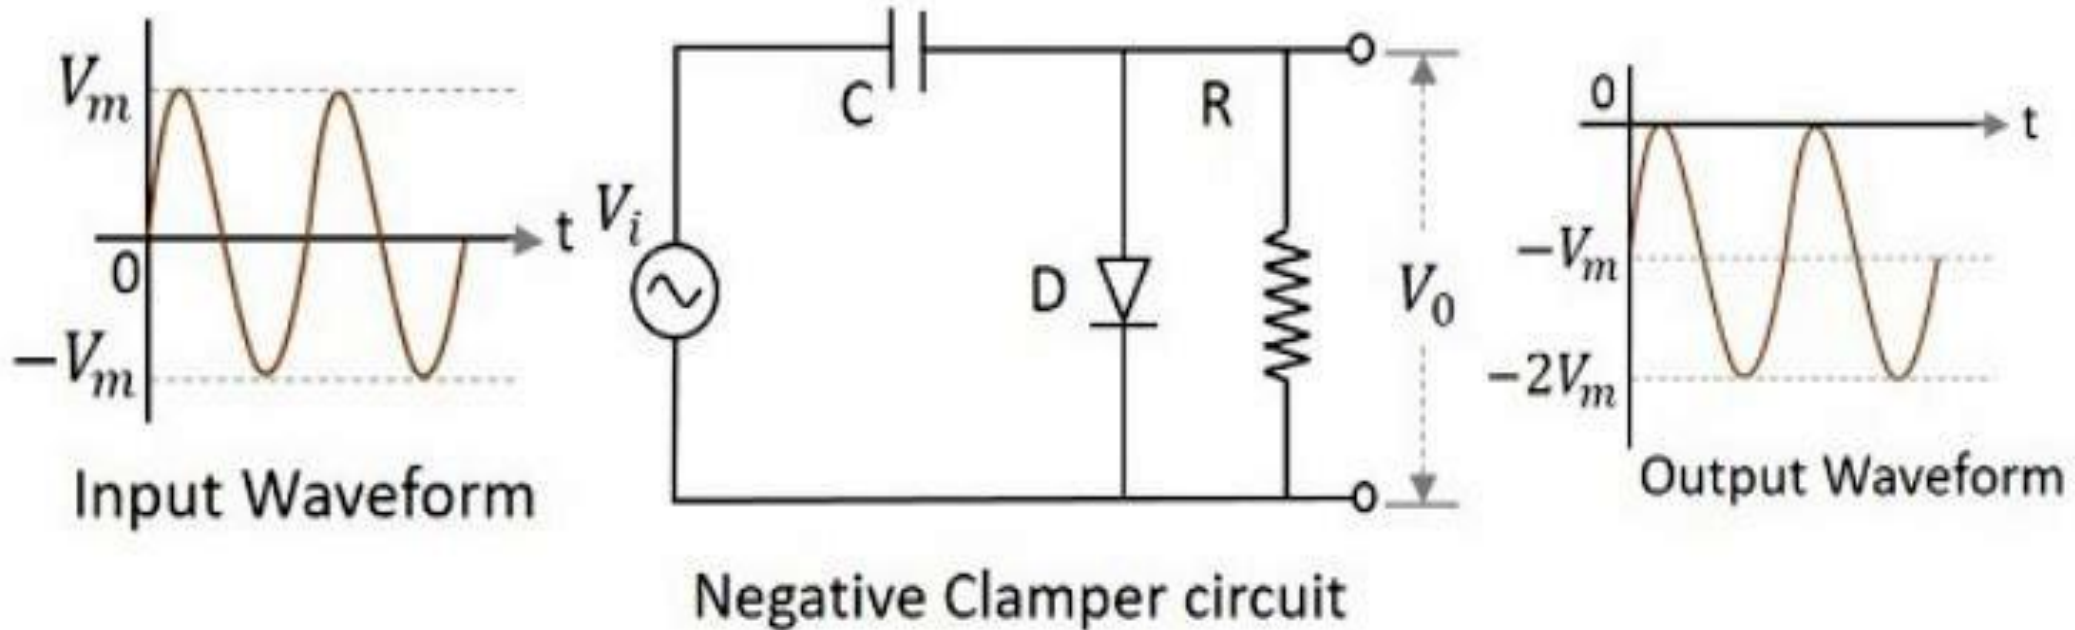 Vm
0
−Vm
t
Input Waveform
Vi
C
D
R
V0
Negative Clamper circuit
0
t
−Vm
−2Vm
Output Waveform